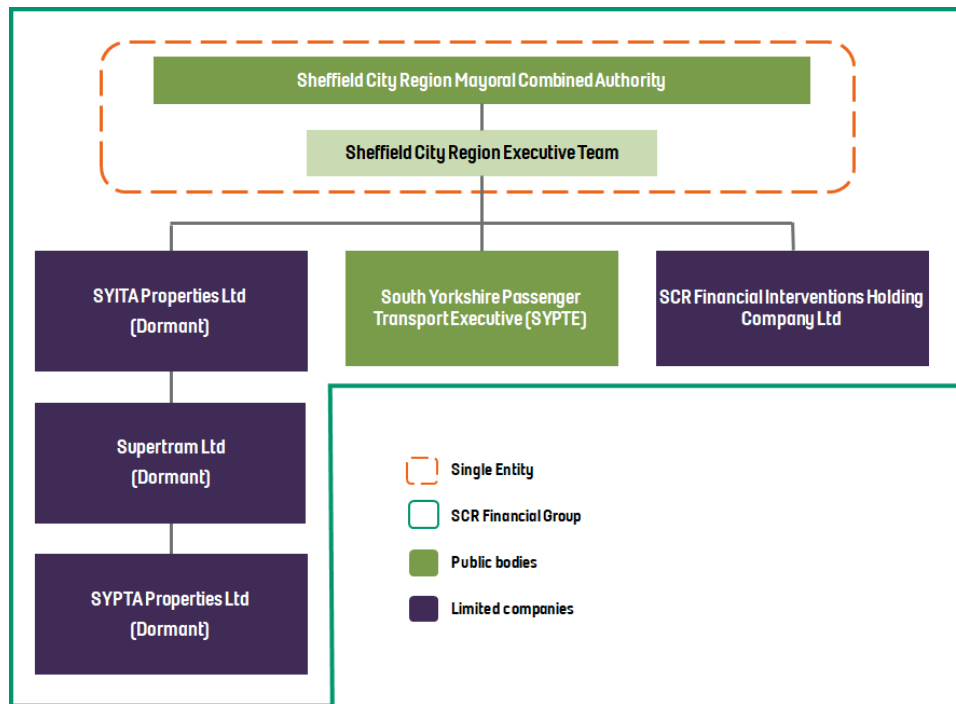 Sheffield City Region Mayoral Combined Authority
Sheffield City Region Executive Team
SYITA Properties Ltd
(Dormant)
South Yorkshire Passenger
Transport Executive (SYPTE)
SCR Financial Interventions Holding
Company Ltd
Supertram Ltd
(Dormant)
SYPTA Properties Ltd
(Dormant)
Single Entity
SCR Financial Group
Public bodies
Limited companies